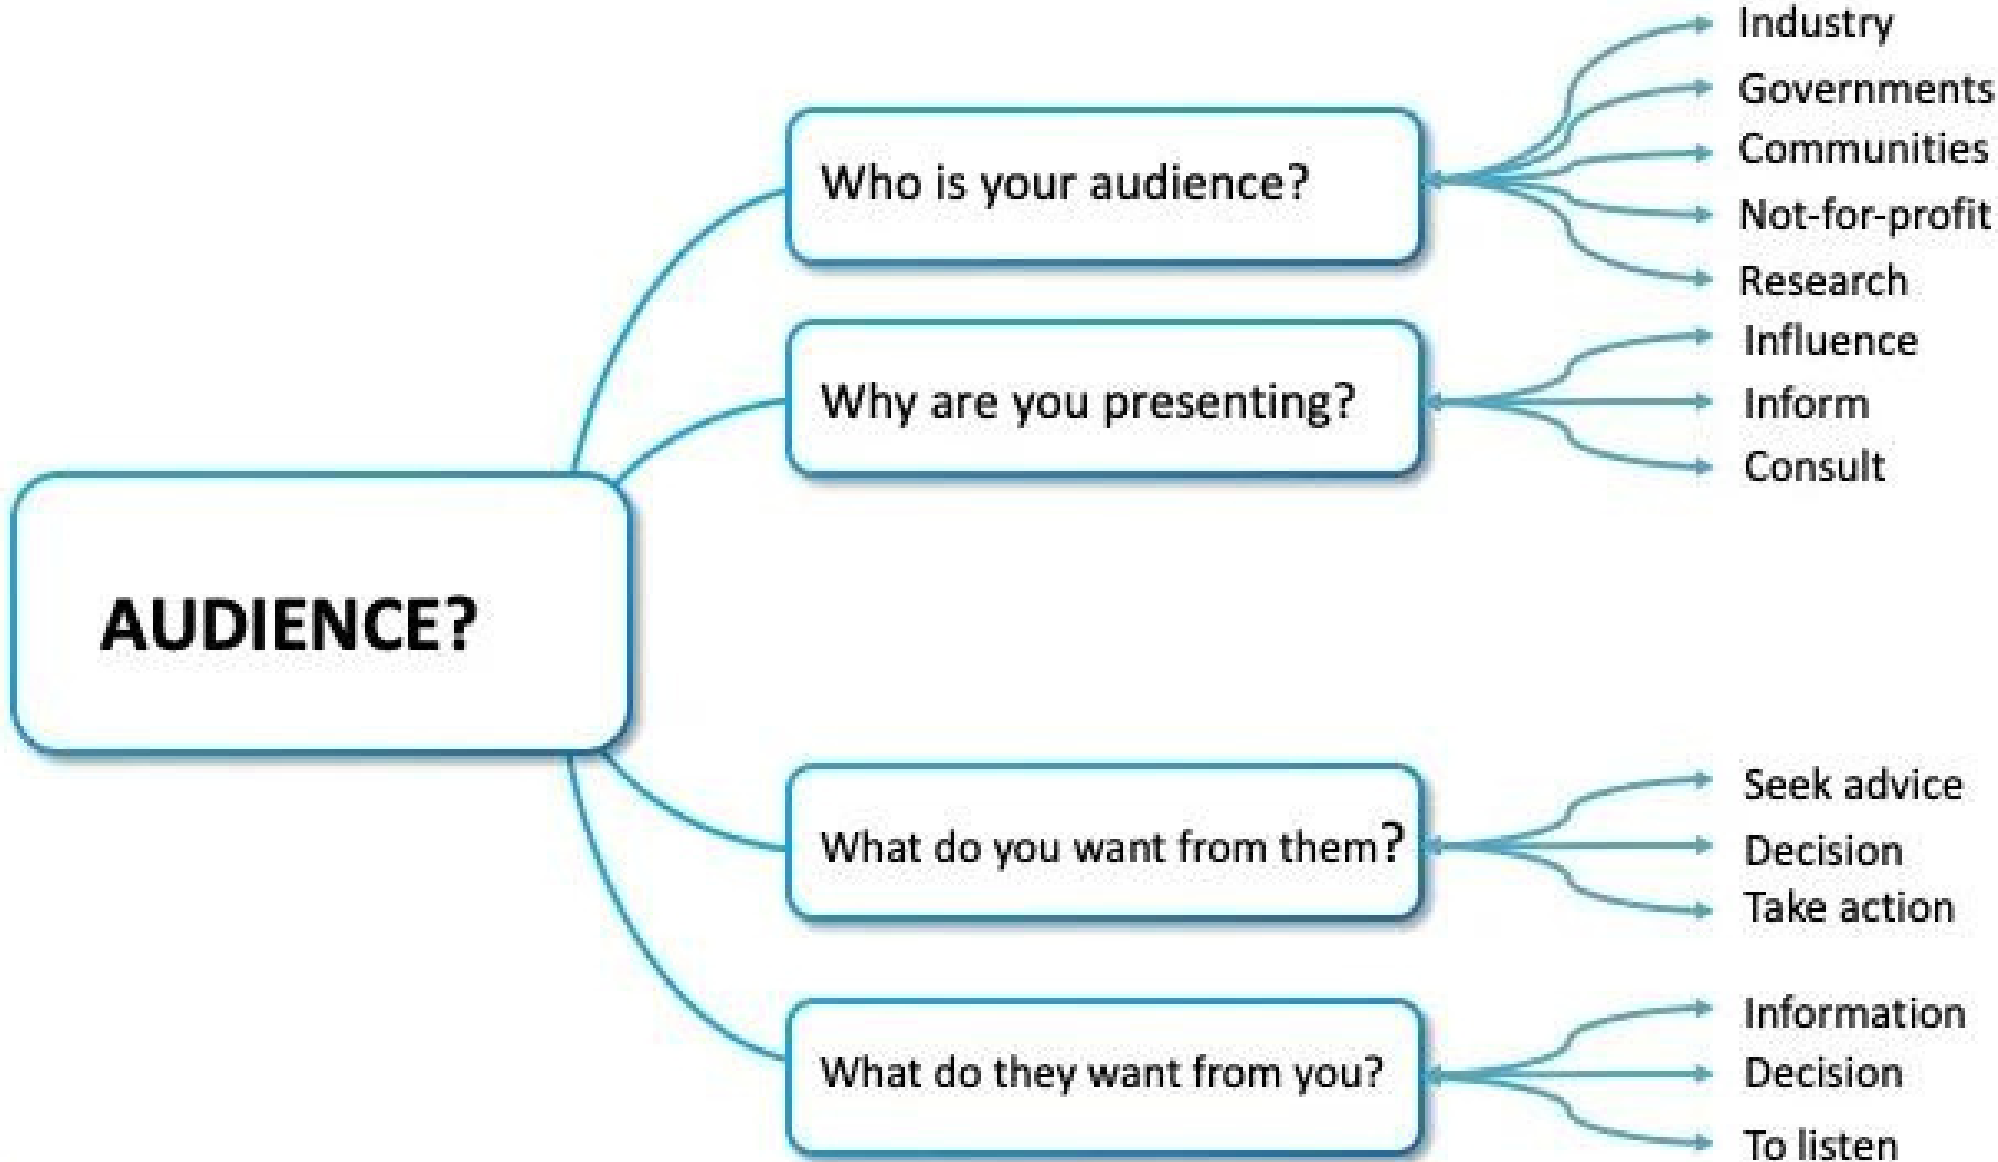 AUDIENCE?
Who is your audience?
Industry
Governments
Communities
Not-for-profit
Research
Why are you presenting?
Influence
Inform
Consult
What do you want from them?
Seek advice
Decision
Take action
What do they want from you?
Information
Decision
To listen